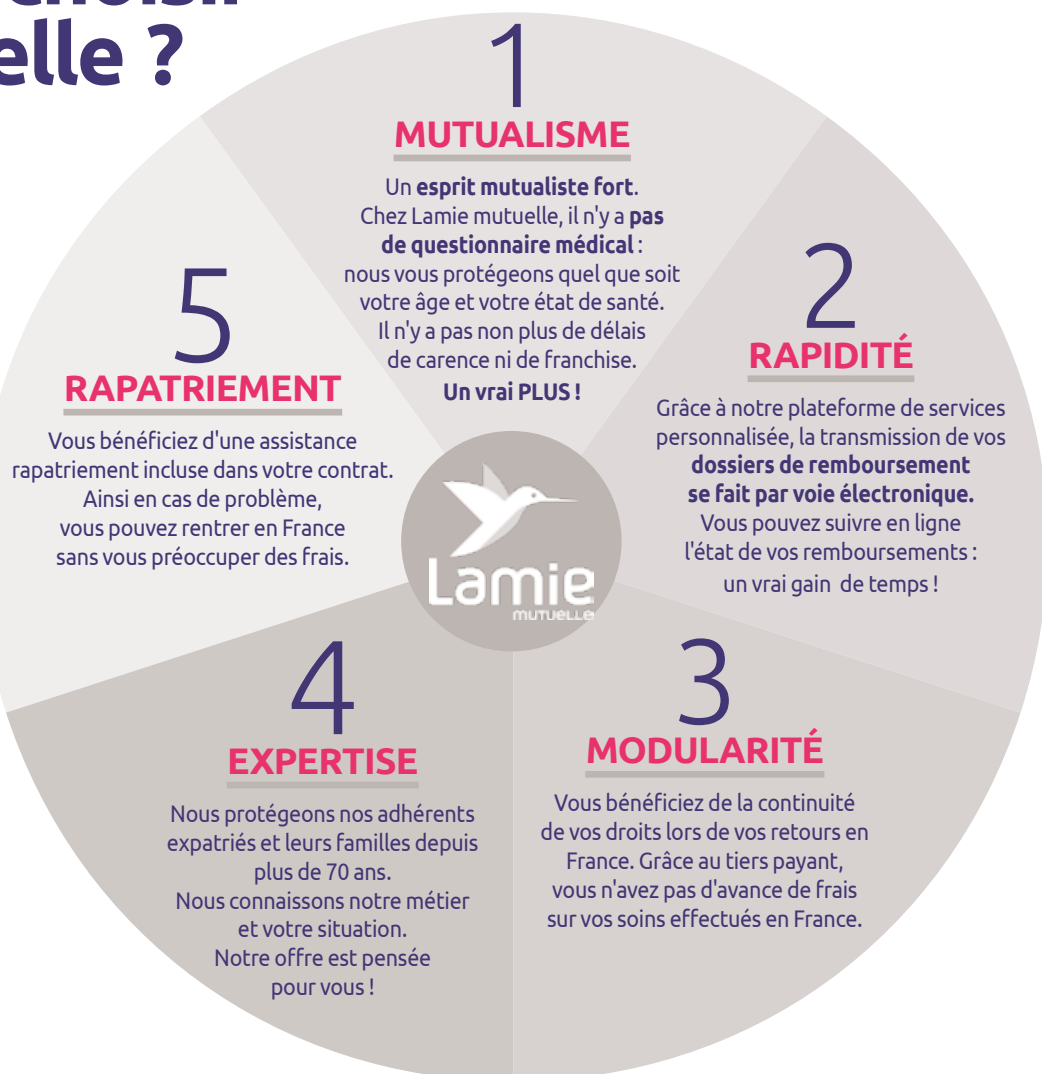 elle ?
1
MUTUALISME
Un esprit mutualiste fort.
Chez Lamie mutuelle, il n'y a pas
de questionnaire médical :
nous vous protégeons quel que soit
votre âge et votre état de santé.
Il n'y a pas non plus de délais
de carence ni de franchise.
Un vrai PLUS !
2
RAPIDITÉ
Grâce à notre plateforme de services
personnalisée, la transmission de vos
dossiers de remboursement
se fait par voie électronique.
Vous pouvez suivre en ligne
l'état de vos remboursements :
un vrai gain de temps !
3
MODULARITÉ
Vous bénéficiez de la continuité
de vos droits lors de vos retours en
France. Grâce au tiers payant,
vous n'avez pas d'avance de frais
sur vos soins effectués en France.
4
EXPERTISE
Nous protégeons nos adhérents
expatriés et leurs familles depuis
plus de 70 ans.
Nous connaissons notre métier
et votre situation.
Notre offre est pensée
pour vous !
5
RAPATRIEMENT
Vous bénéficiez d'une assistance
rapatriement incluse dans votre contrat.
Ainsi en cas de problème,
vous pouvez rentrer en France
sans vous préoccuper des frais.
Lamie
MUTUELLE